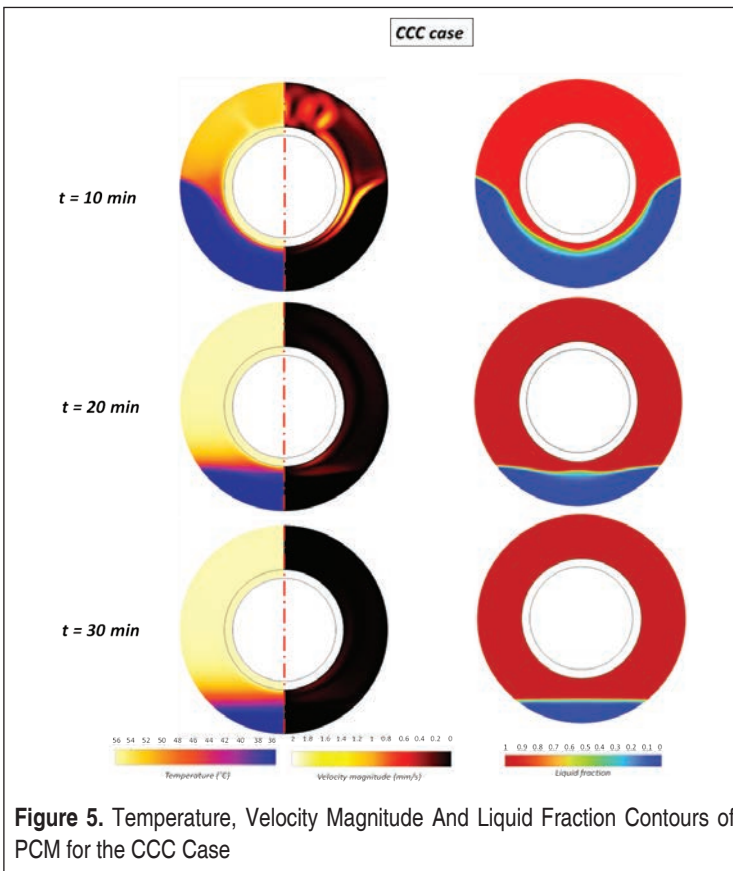 CCC case
t = 10 min
t = 20 min
t = 30 min
56 54 52 48 46 44 42 40 38 36
2 1.8 1.6 1.4 1.2 1 0.8 0.6 0.4 0.2 0
1 0.9 0.8 0.7 0.6 0.5 0.4 0.3 0.2 0.1 0
Temperature (°C)
Velocity magnitude (mm/s)
Liquid fraction
Figure 5. Temperature, Velocity Magnitude And Liquid Fraction Contours of
PCM for the CCC Case